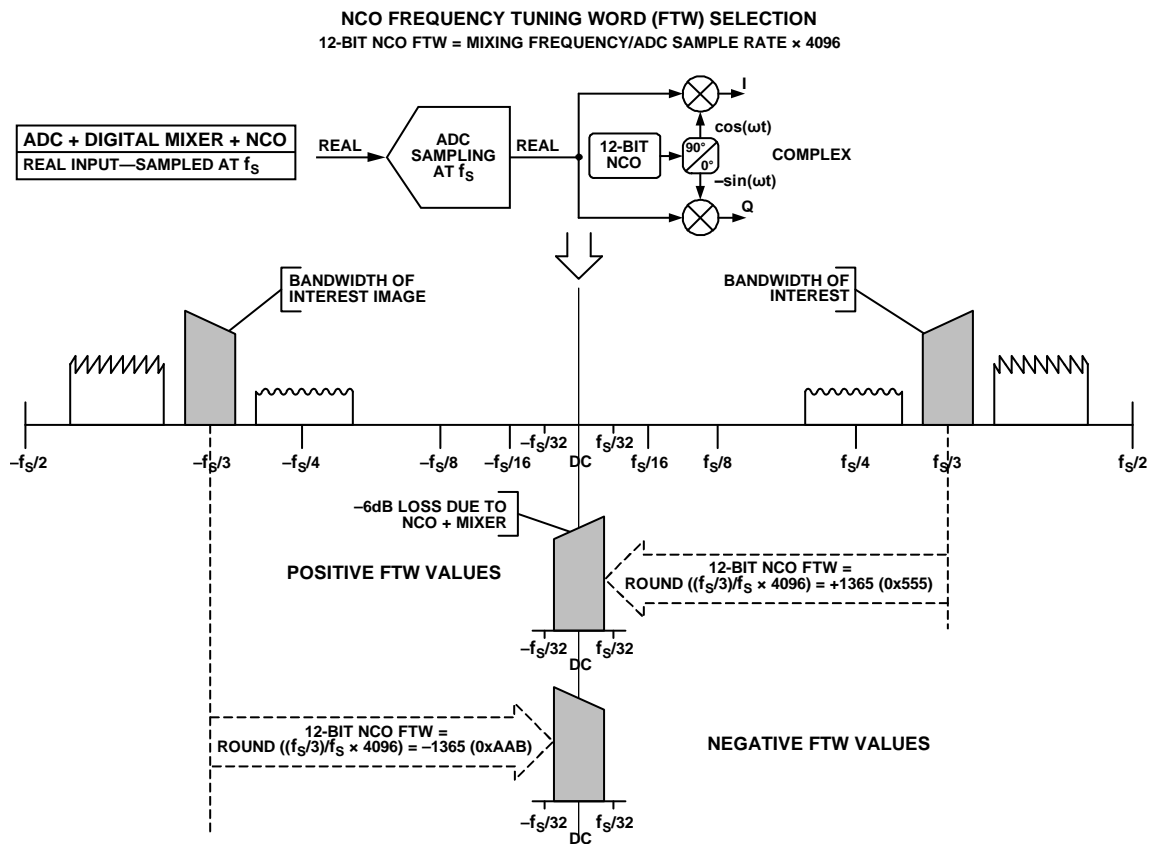 NCO FREQUENCY TUNING WORD (FTW) SELECTION
12-BIT NCO FTW = MIXING FREQUENCY/ADC SAMPLE RATE × 4096
ADC + DIGITAL MIXER + NCO
REAL INPUT—SAMPLED AT fS
REAL
ADC
SAMPLING
AT fS
REAL
12-BIT
NCO
90°
0°
cos(ωt)
–sin(ωt)
I
Q
COMPLEX
BANDWIDTH OF
INTEREST IMAGE
BANDWIDTH OF
INTEREST
–fS/2
–fS/3
–fS/4
–fS/8
–fS/16
–fS/32
DC
fS/32
fS/16
fS/8
fS/4
fS/3
fS/2
–6dB LOSS DUE TO
NCO + MIXER
POSITIVE FTW VALUES
12-BIT NCO FTW =
ROUND ((fS/3)/fS × 4096) = +1365 (0x555)
–fS/32
DC
fS/32
12-BIT NCO FTW =
ROUND ((fS/3)/fS × 4096) = –1365 (0xAAB)
NEGATIVE FTW VALUES
–fS/32
DC
fS/32